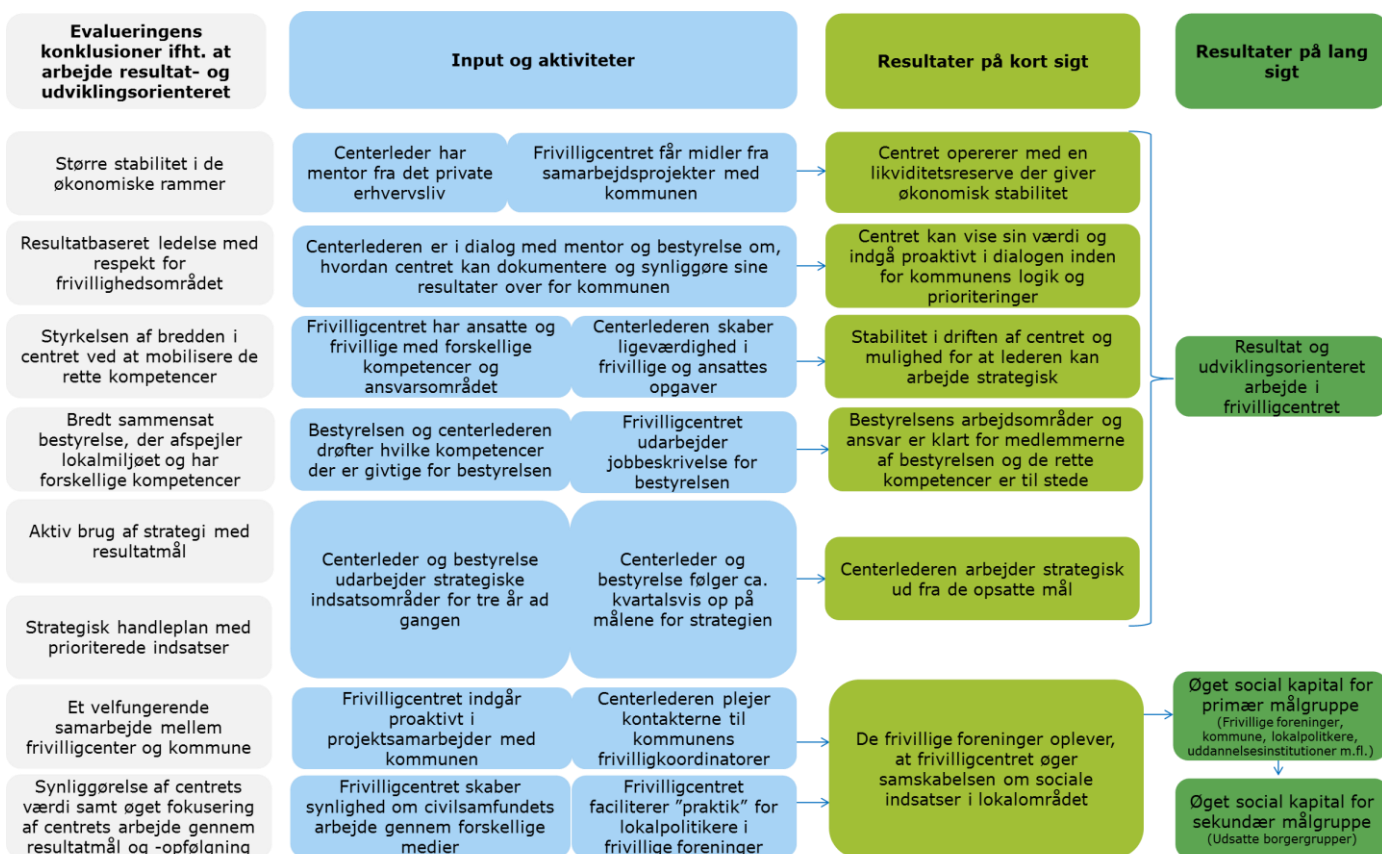 Evalueringens
konklusioner ifht. at
arbejde resultat- og
udviklingsorienteret
Input og aktiviteter
Resultater på kort sigt
Resultater på lang
sigt
Større stabilitet i de
økonomiske rammer
Centerleder har
mentor fra det private
erhvervsliv
Frivilligcentret får midler fra
samarbejdsprojekter med
kommunen
Centret opererer med en
likviditetsreserve der giver
økonomisk stabilitet
Resultatbaseret ledelse med
respekt for
frivillighedsområdet
Centerlederen er i dialog med mentor og bestyrelse om,
hvordan centret kan dokumentere og synliggøre sine
resultater over for kommunen
Centret kan vise sin værdi og
indgå proaktivt i dialogen inden
for kommunens logik og
prioriteringer
Styrkelsen af bredden i
centret ved at mobilisere de
rette kompetencer
Frivilligcentret har ansatte og
frivillige med forskellige
kompetencer og
ansvarsområdet
Centerlederen skaber
ligeværdighed i
frivillige og ansattes
opgaver
Stabilitet i driften af centret og
mulighed for at lederen kan
arbejde strategisk
Resultat og
udviklingsorienteret
arbejde i
frivilligcentret
Bredt sammensat
bestyrelse, der afspejler
lokalmiljøet og har
forskellige kompetencer
Bestyrelsen og centerlederen
drøfter hvilke kompetencer
der er givtige for bestyrelsen
Frivilligcentret
udarbejder
jobbeskrivelse for
bestyrelsen
Bestyrelsens arbejdsområder og
ansvar er klart for medlemmerne
af bestyrelsen og de rette
kompetencer er til stede
Aktiv brug af strategi med
resultatmål
Strategisk handleplan med
prioriterede indsatser
Centerleder og bestyrelse
udarbejder strategiske
indsatsområder for tre år ad
gangen
Centerleder og
bestyrelse følger ca.
kvartalsvis op på
målene for strategien
Centerlederen arbejder strategisk
ud fra de opsatte mål
Et velfungerende
samarbejde mellem
frivilligcenter og kommune
Frivilligcentret indgår
proaktivt i
projektsamarbejder med
kommunen
Centerlederen plejer
kontakterne til
kommunens
frivilligkoordinatorer
De frivillige foreninger oplever,
at frivilligcentret øger
samskabelsen om sociale
indsatser i lokalområdet
Øget social kapital for
primær målgruppe
(Frivillige foreninger,
kommune, lokalpolitkere,
uddannelsesinstitutioner m.fl.)
Synliggørelse af centrets
værdi samt øget fokusering
af centrets arbejde gennem
resultatmål og -opfølgning
Frivilligcentret skaber
synlighed om civilsamfundets
arbejde gennem forskellige
medier
Frivilligcentret
faciliterer ”praktik” for
lokalpolitikere i
frivillige foreninger
Øget social kapital for
sekundær målgruppe
(Udsatte borgergrupper)